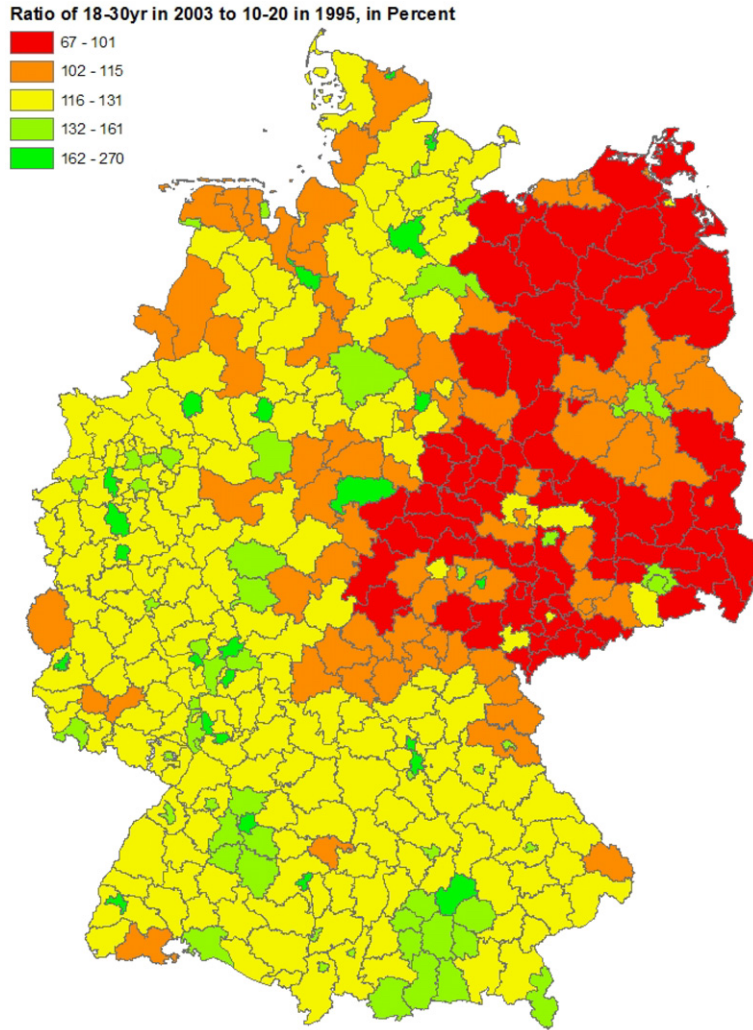 Ratio of 18-30yr in 2003 to 10-20 in 1995, in Percent
67 - 101
102 - 115
116 - 131
132 - 161
162 - 270